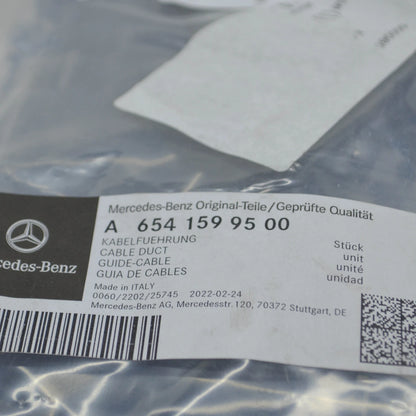 Mercedes-Benz Original-Teile/Geprüfte Qualität
A 654 159 95 00
KABELFUEHRUNG Stück
CABLE DUCT unit
GUIDE-CABLE unité
GUIA DE CABLES unidad
Made in ITALY
0060/2202/25745 2022-02-24
Mercedes-Benz AG, Mercedesstr.120, 70372 Stuttgart, DE
cedes-Benz